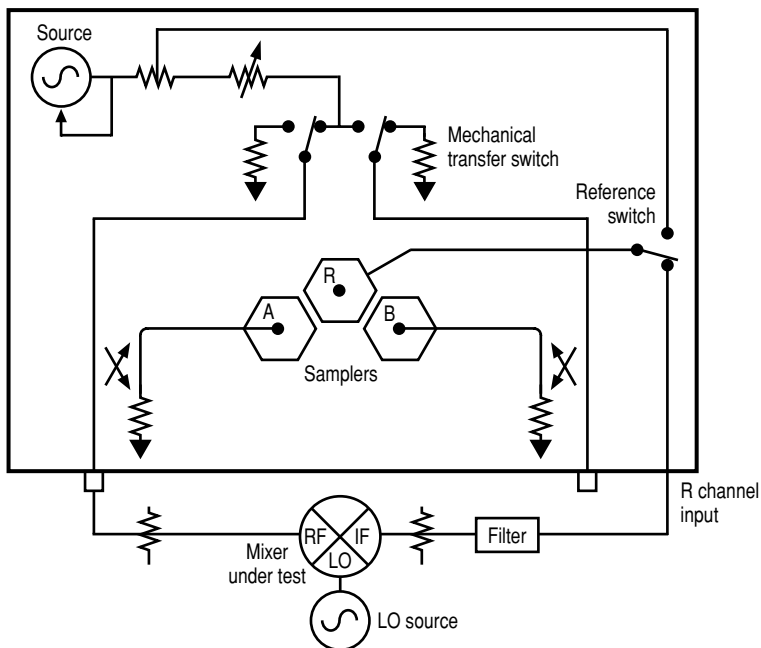 Source
Mechanical
transfer switch
Reference
switch
R
A
B
Samplers
R channel
input
RF
IF
LO
Filter
Mixer
under test
LO source